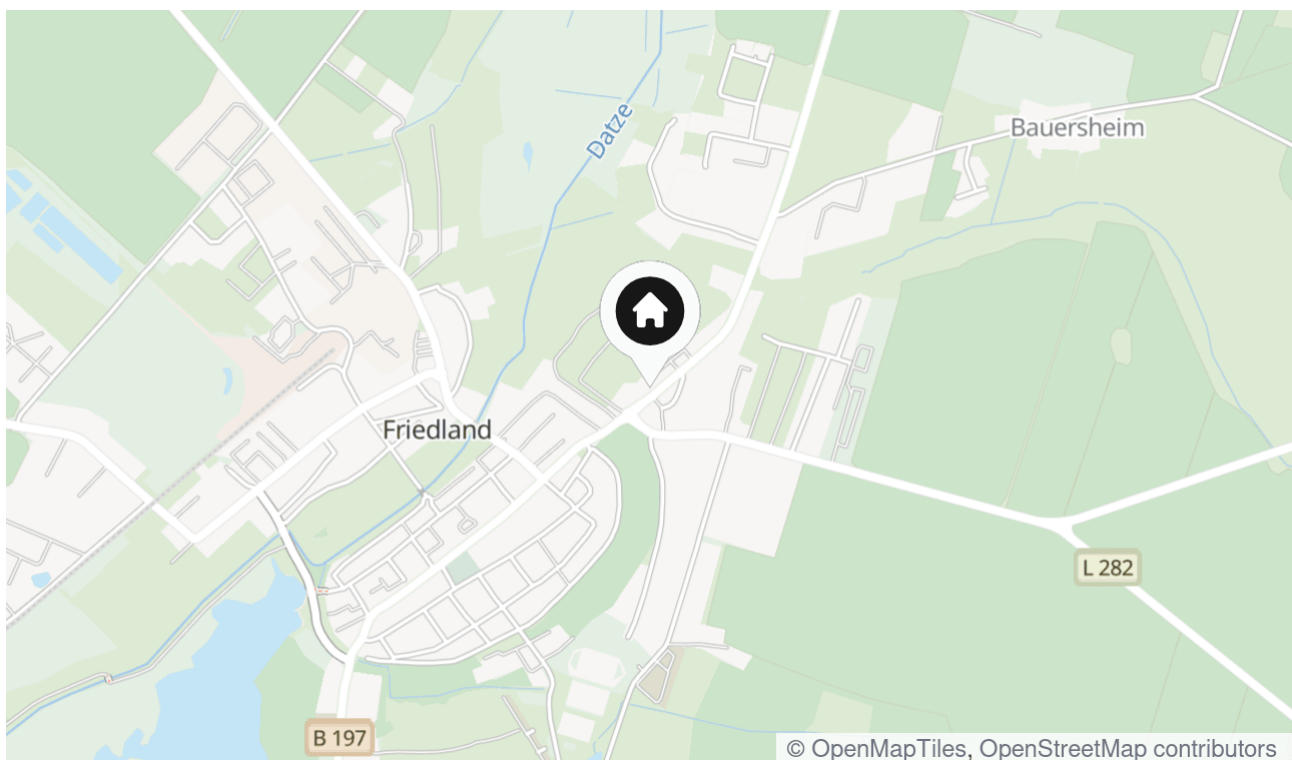 Datze
Bauersheim
Friedland
L 282
B 197
© OpenMapTiles, OpenStreetMap contributors